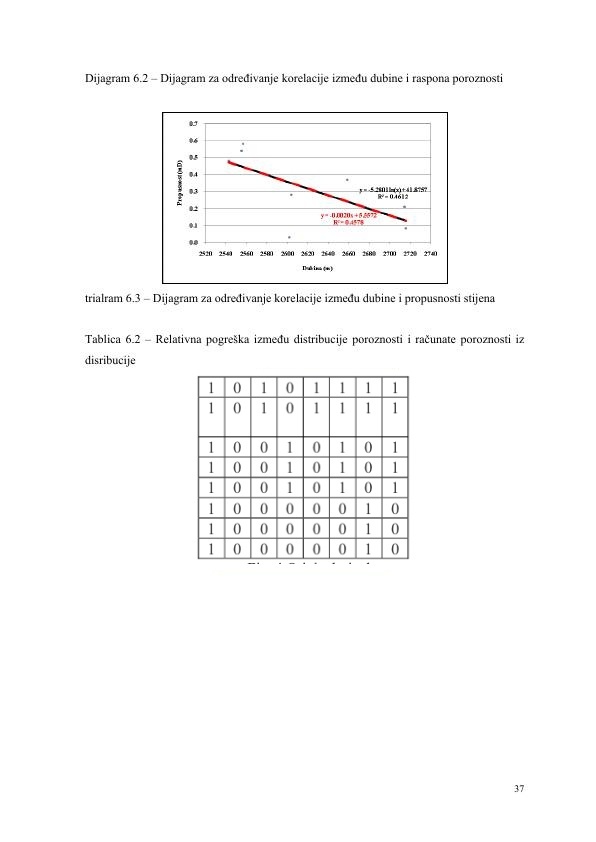 Dijagram 6.2 – Dijagram za određivanje korelacije između dubine i raspona poroznosti
0.7
0.6
0.5
0.4
0.3
0.2
0.1
0.0
Propusnost(mD)
y = -5.2801ln(x) + 41.8757
R² = 0.4612
y = -0.0020x + 5.5572
R² = 0.4578
2520 2540 2560 2580 2600 2620 2640 2660 2680 2700 2720 2740
Dubina (m)
trialram 6.3 – Dijagram za određivanje korelacije između dubine i propusnosti stijena
Tablica 6.2 – Relativna pogreška između distribucije poroznosti i računate poroznosti iz
disribucije
1 0 1 0 1 1 1 1
1 0 1 0 1 1 1 1
1 0 0 1 0 1 0 1
1 0 0 1 0 1 0 1
1 0 0 1 0 1 0 1
1 0 0 0 0 0 1 0
1 0 0 0 0 0 1 0
1 0 0 0 0 0 1 0
37